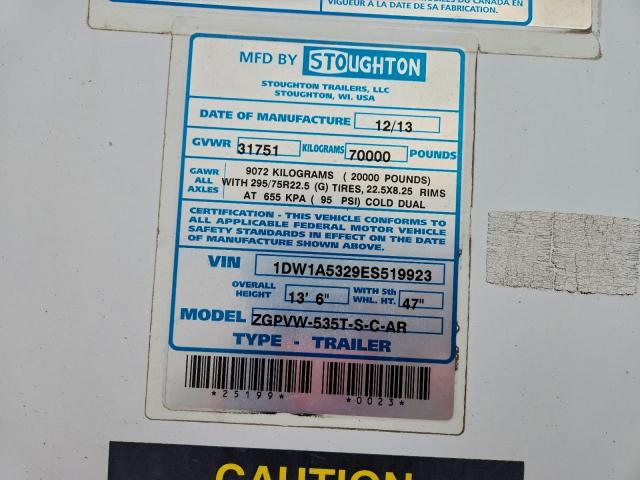 VIGUEUR À LA DATE DE SA FABRICATION.
MFD BY STOUGHTON
STOUGHTON TRAILERS, LLC
STOUGHTON, WI. USA
DATE OF MANUFACTURE 12/13
GVWR 31751 KILOGRAMS 70000 POUNDS
GAWR ALL AXLES
9072 KILOGRAMS ( 20000 POUNDS)
WITH 295/75R22.5 (G) TIRES, 22.5X8.25 RIMS
AT 655 KPA ( 95 PSI) COLD DUAL
CERTIFICATION - THIS VEHICLE CONFORMS TO
ALL APPLICABLE FEDERAL MOTOR VEHICLE
SAFETY STANDARDS IN EFFECT ON THE DATE
OF MANUFACTURE SHOWN ABOVE.
VIN 1DW1A5329ES519923
OVERALL HEIGHT 13' 6" WITH 5th WHL. HT. 47"
MODEL ZGPVW-535T-S-C-AR
TYPE - TRAILER
*25199* *0023*
CAUTION